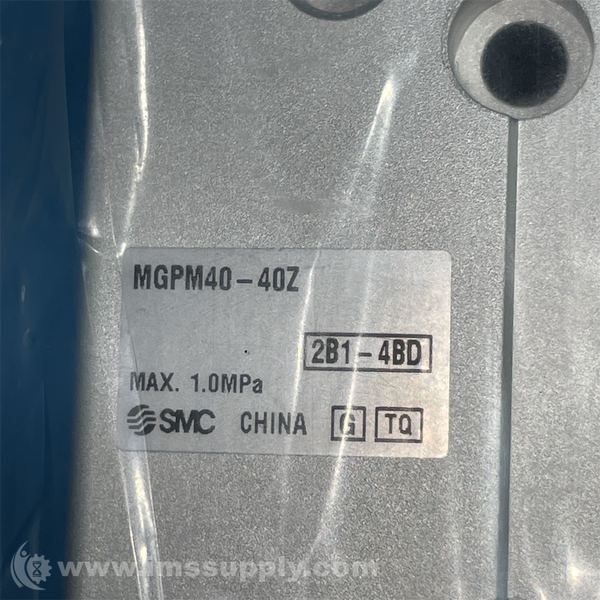 MGPM40-40Z
2B1-4BD
MAX. 1.0MPa
SMC CHINA G TQ
www.imssupply.com/